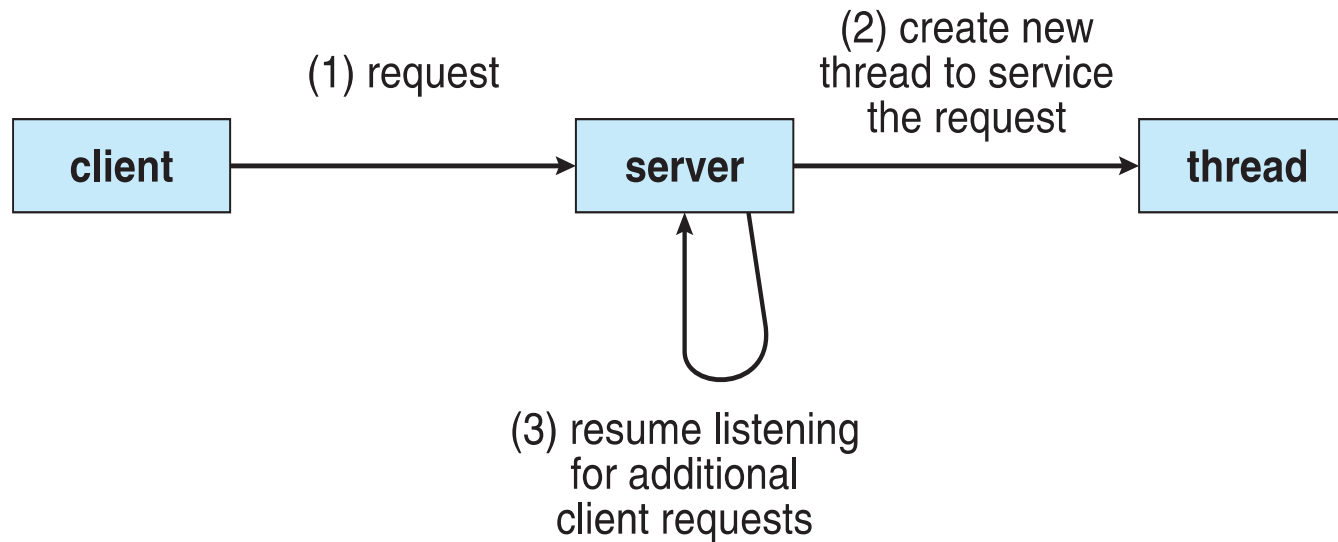 (1) request
(2) create new
thread to service
the request
client
server
thread
(3) resume listening
for additional
client requests